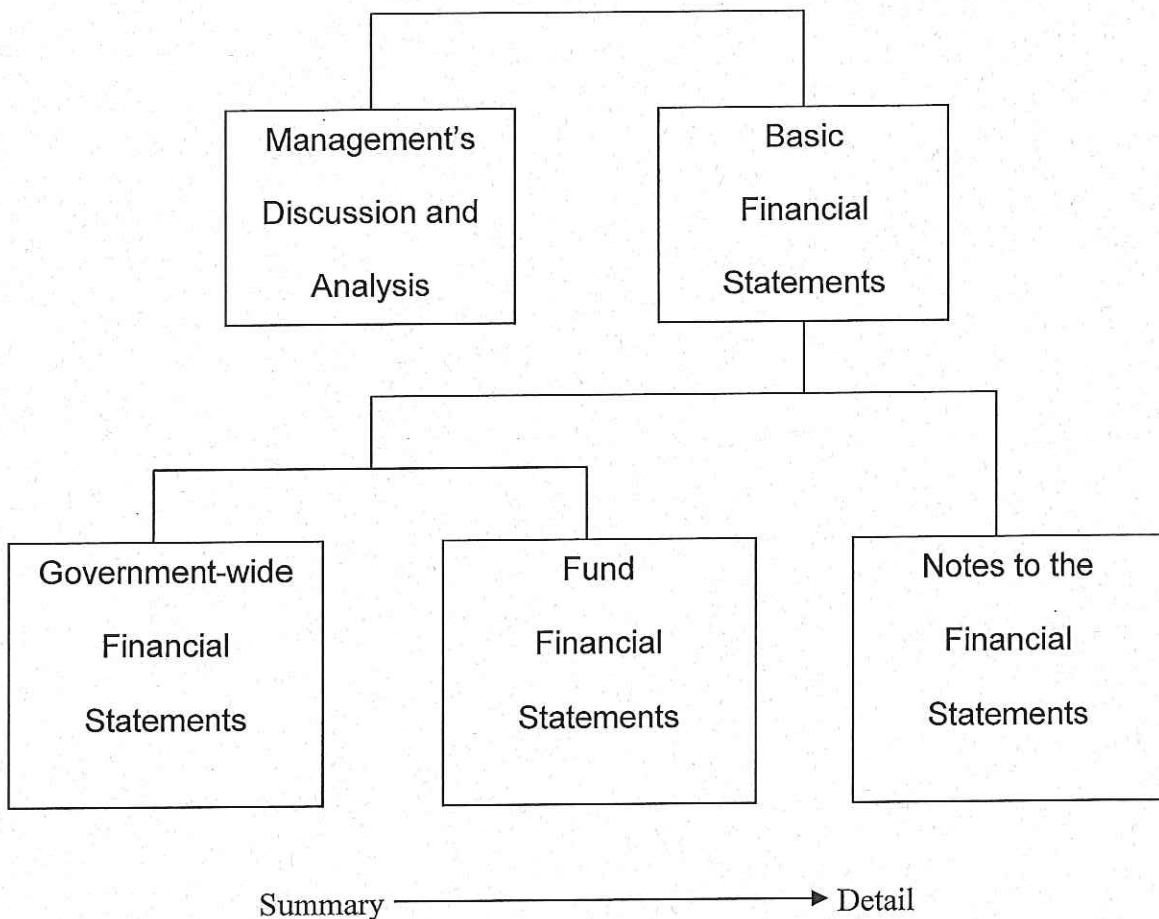 Management's
Discussion and
Analysis
Basic
Financial
Statements
Government-wide
Financial
Statements
Fund
Financial
Statements
Notes to the
Financial
Statements
Summary
Detail